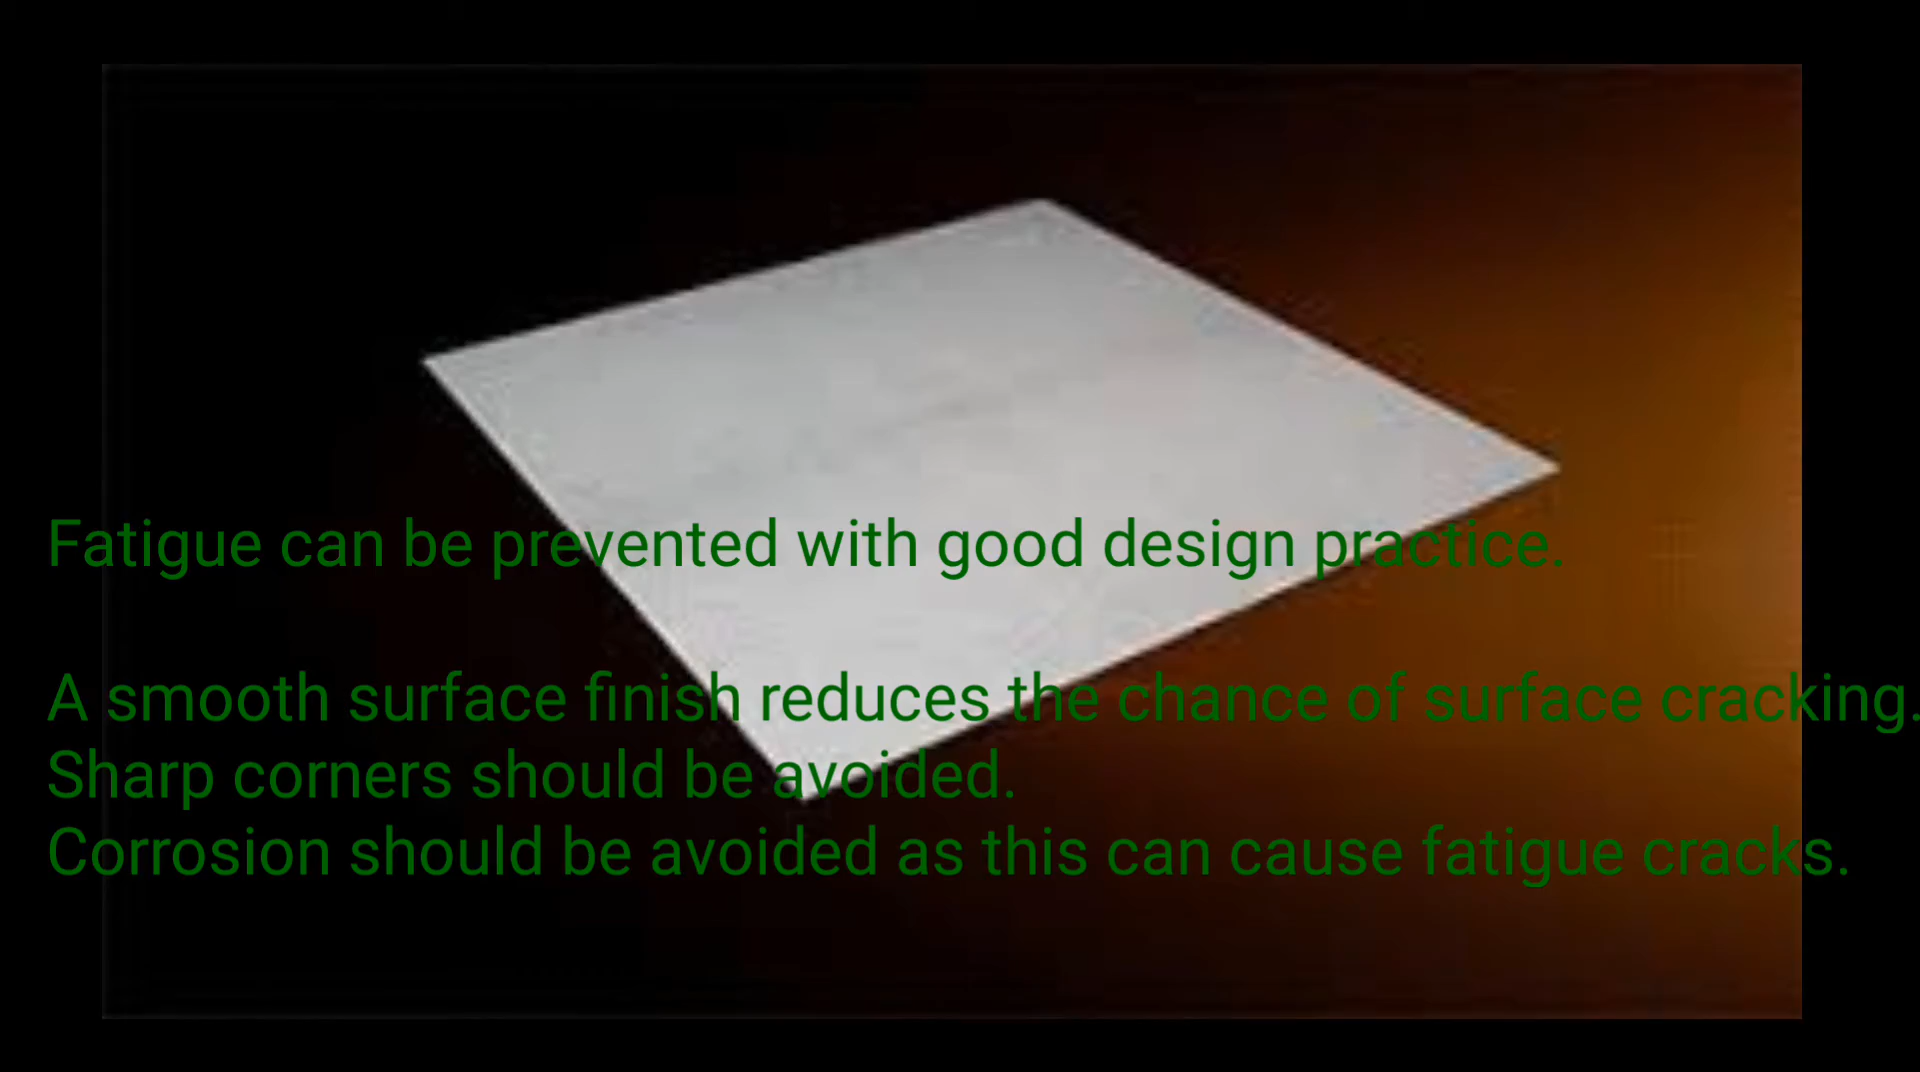 Fatigue can be prevented with good design practice.
A smooth surface finish reduces the chance of surface cracking.
Sharp corners should be avoided.
Corrosion should be avoided as this can cause fatigue cracks.